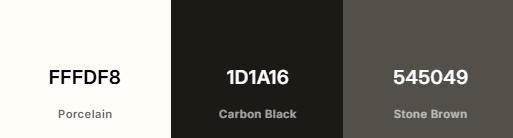 FFFDF8 1D1A16 545049
Porcelain Carbon Black Stone Brown